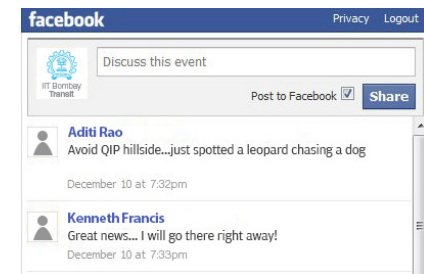 facebook
Privacy Logout
Discuss this event
IIT Bombay
Transit
Post to Facebook
Share
Aditi Rao
Avoid QIP hillside...just spotted a leopard chasing a dog
December 10 at 7:32pm
Kenneth Francis
Great news... I will go there right away!
December 10 at 7:33pm